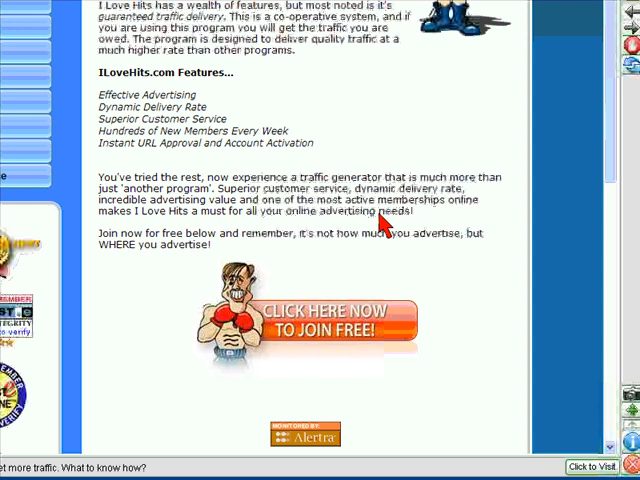 I Love Hits has a wealth of features, but most noted is it's
guaranteed traffic delivery. This is a co-operative system, and if
you are using this program you will get the traffic you are
owed. The program is designed to deliver quality traffic at a
much higher rate than other programs.
ILoveHits.com Features...
Effective Advertising
Dynamic Delivery Rate
Superior Customer Service
Hundreds of New Members Every Week
Instant URL Approval and Account Activation
You've tried the rest, now experience a traffic generator that is much more than
just 'another program'. Superior customer service, dynamic delivery rate,
incredible advertising value and one of the most active memberships online
makes I Love Hits a must for all your online advertising needs!
Join now for free below and remember, it's not how much you advertise, but
WHERE you advertise!
CLICK HERE NOW
TO JOIN FREE!
MONITORED BY:
Alertra
et more traffic. What to know how?
Click to Visit